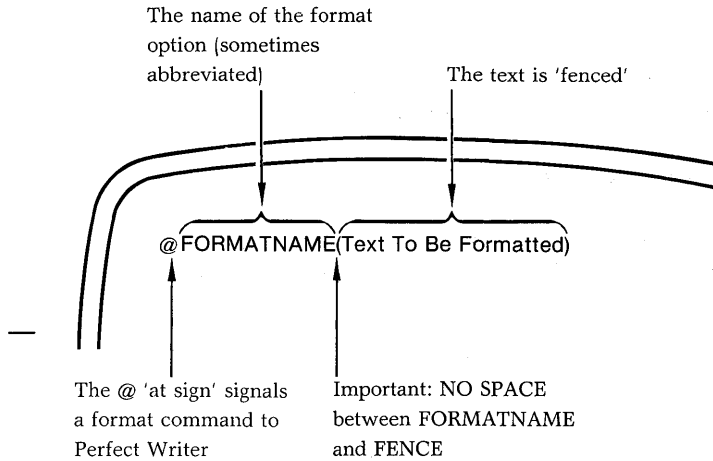 The name of the format
option (sometimes
abbreviated)
The text is 'fenced'
@FORMATNAME(Text To Be Formatted)
The @ 'at sign' signals
a format command to
Perfect Writer
Important: NO SPACE
between FORMATNAME
and FENCE